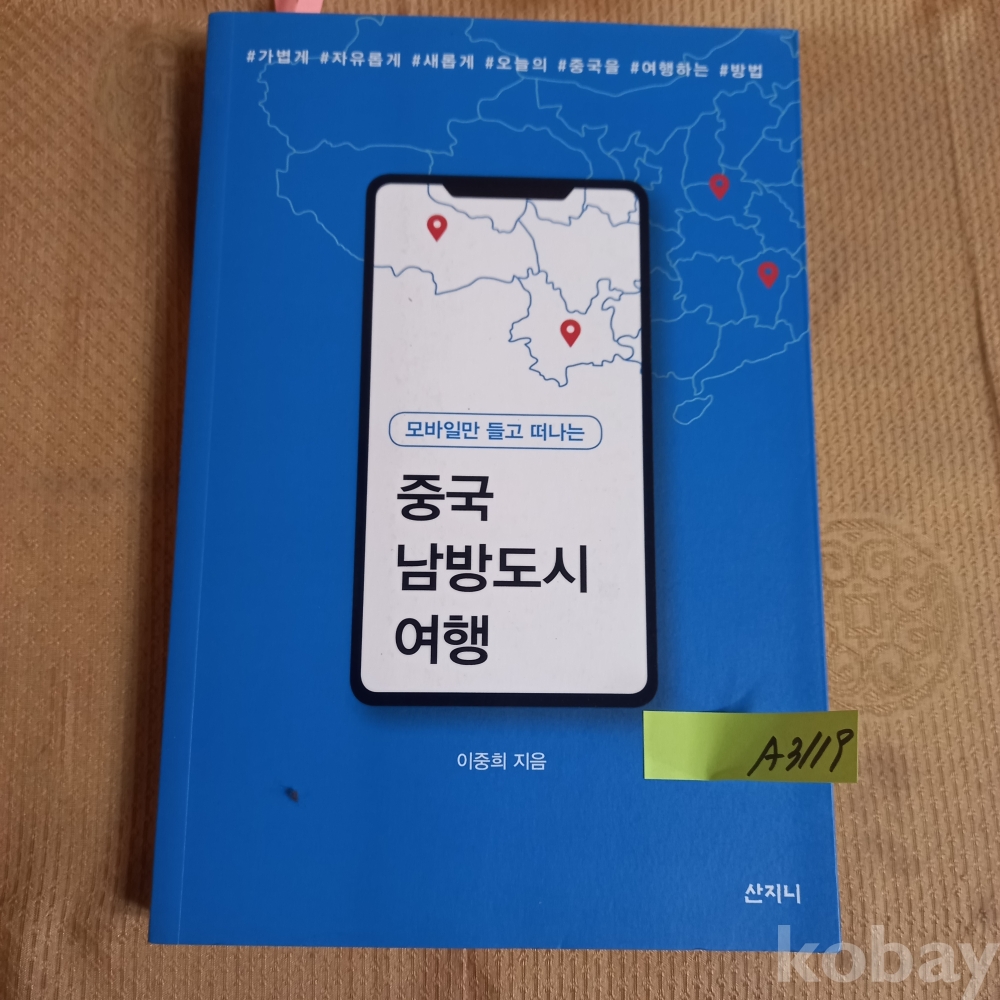 #가볍게 #자유롭게 #새롭게 #오늘의 #중국을 #여행하는 #방법
모바일만 들고 떠나는
중국
남방도시
여행
이중희 지음
A3119
산지니
kobay